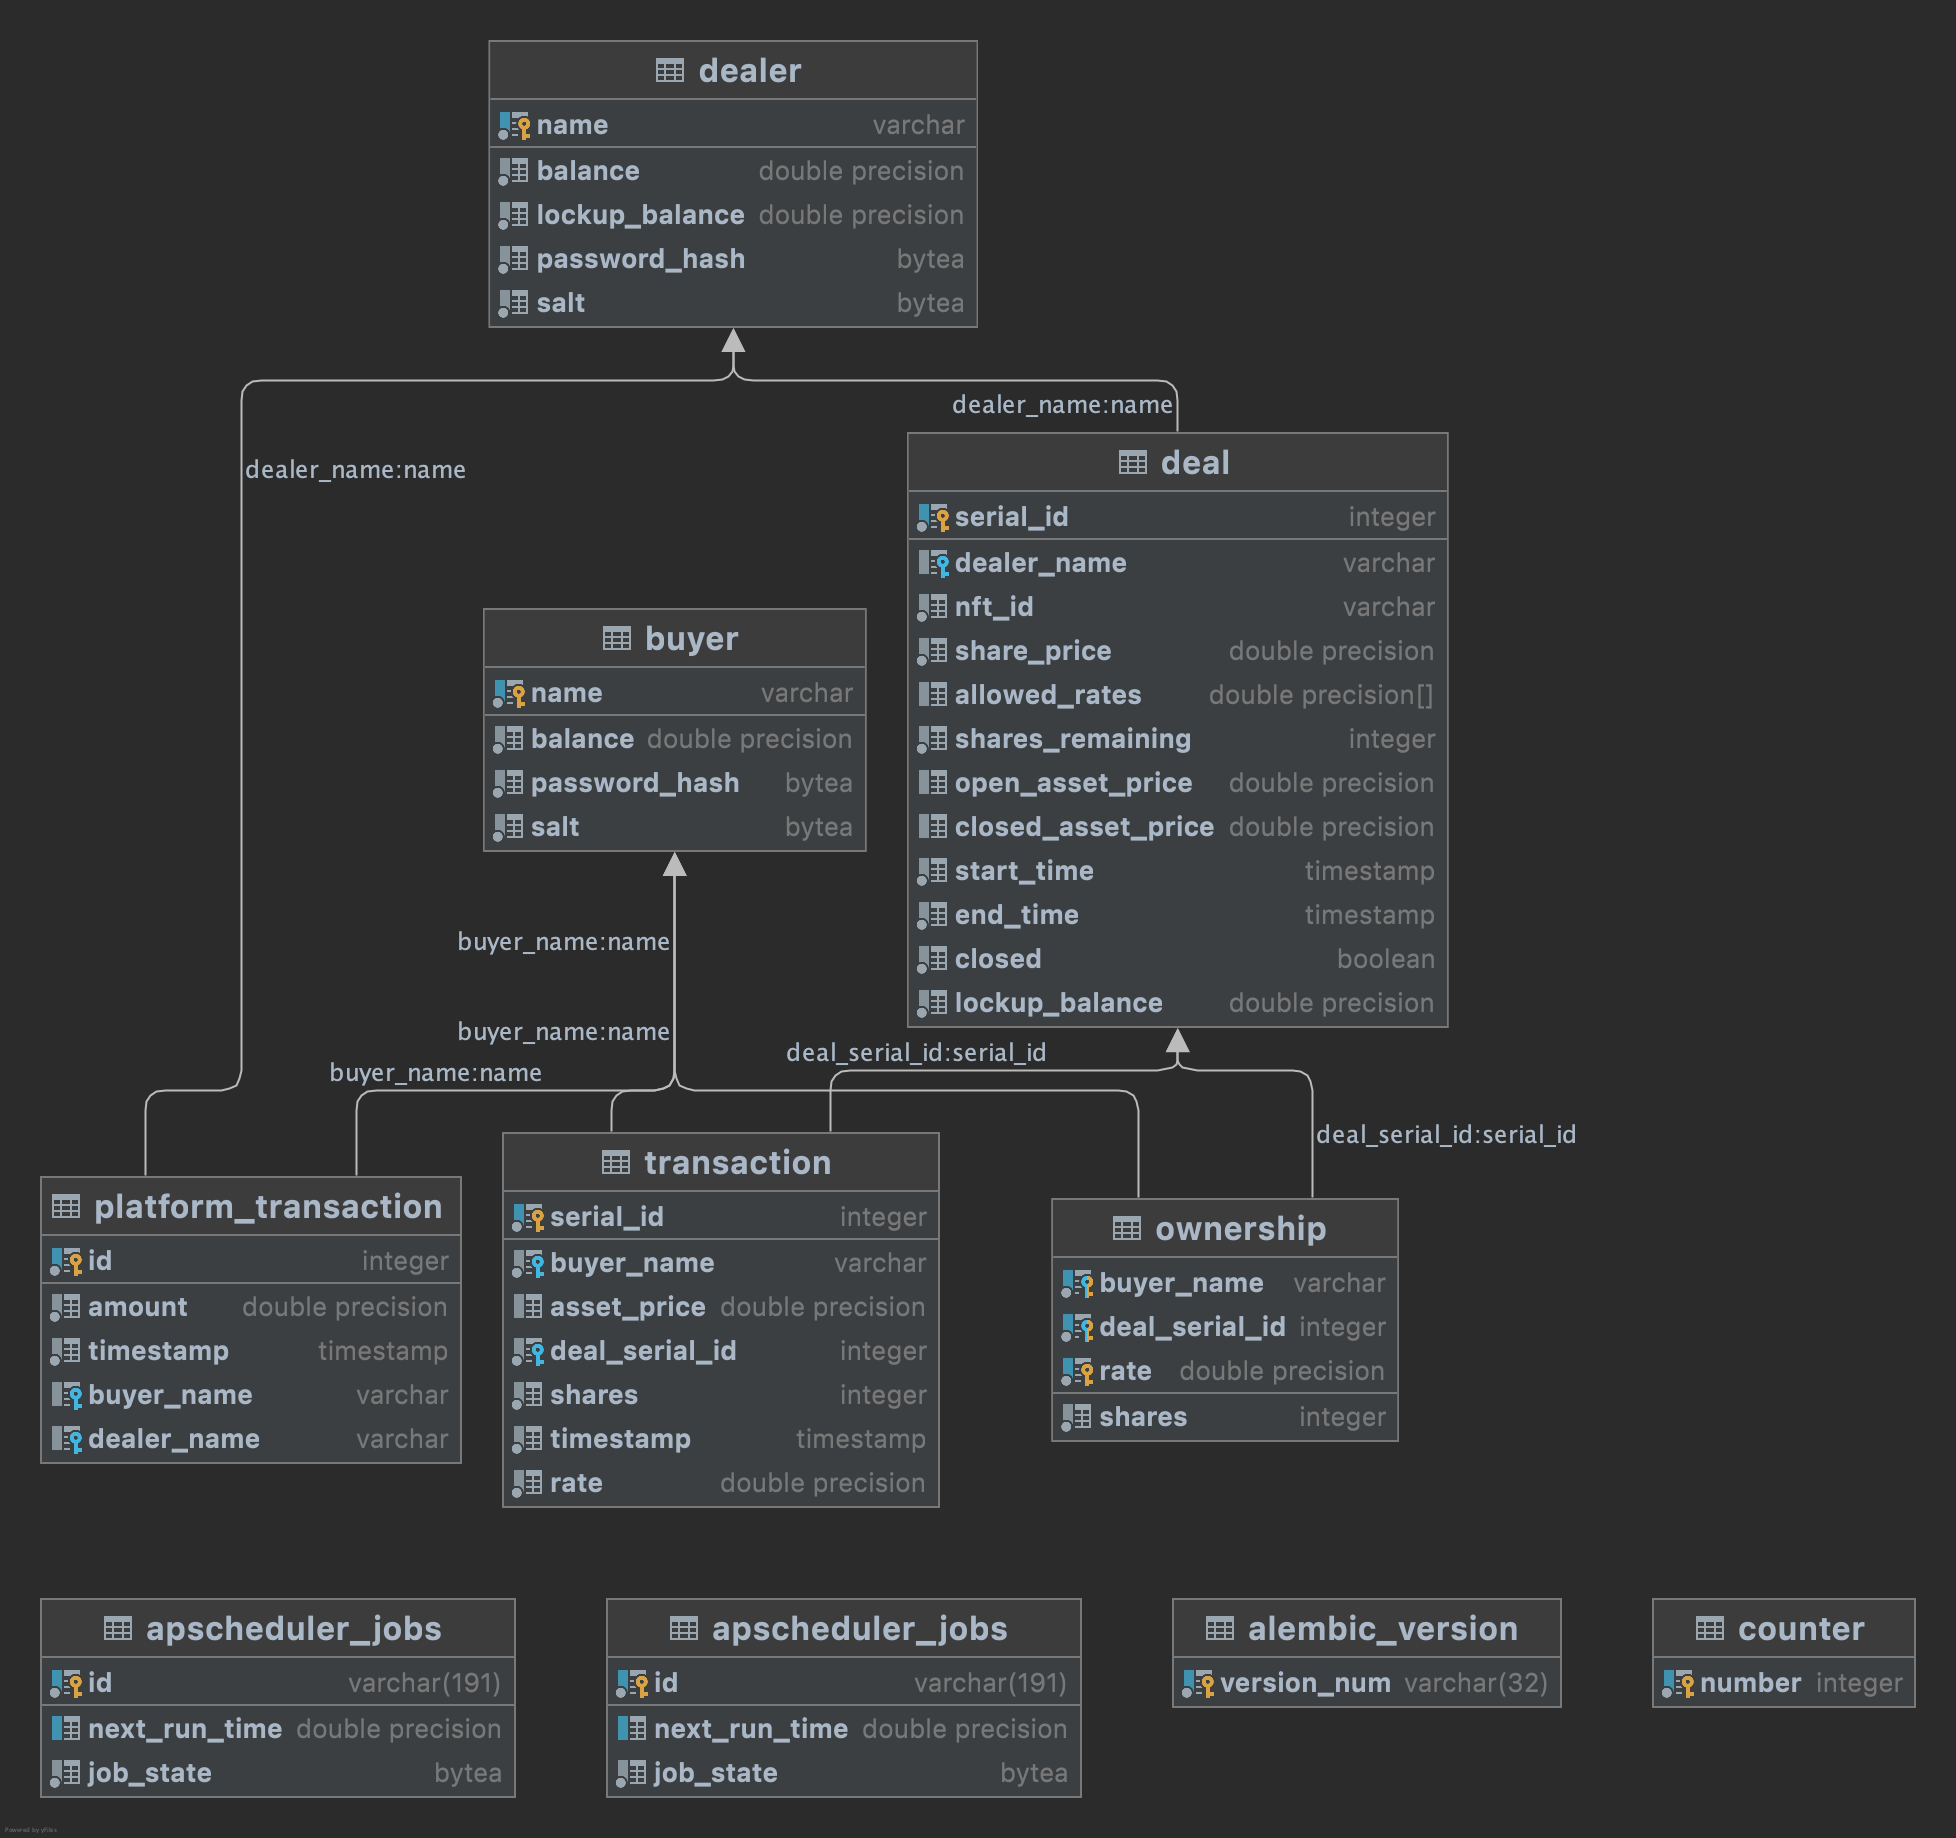 dealer
name varchar
balance double precision
lockup_balance double precision
password_hash bytea
salt bytea
dealer_name:name
dealer_name:name
deal
serial_id integer
dealer_name varchar
nft_id varchar
share_price double precision
allowed_rates double precision[]
shares_remaining integer
open_asset_price double precision
closed_asset_price double precision
start_time timestamp
end_time timestamp
closed boolean
lockup_balance double precision
buyer
name varchar
balance double precision
password_hash bytea
salt bytea
buyer_name:name
buyer_name:name
buyer_name:name
deal_serial_id:serial_id
deal_serial_id:serial_id
platform_transaction
id integer
amount double precision
timestamp timestamp
buyer_name varchar
dealer_name varchar
transaction
serial_id integer
buyer_name varchar
asset_price double precision
deal_serial_id integer
shares integer
timestamp timestamp
rate double precision
ownership
buyer_name varchar
deal_serial_id integer
rate double precision
shares integer
apscheduler_jobs
id varchar(191)
next_run_time double precision
job_state bytea
apscheduler_jobs
id varchar(191)
next_run_time double precision
job_state bytea
alembic_version
version_num varchar(32)
counter
number integer
Powered by yFiles